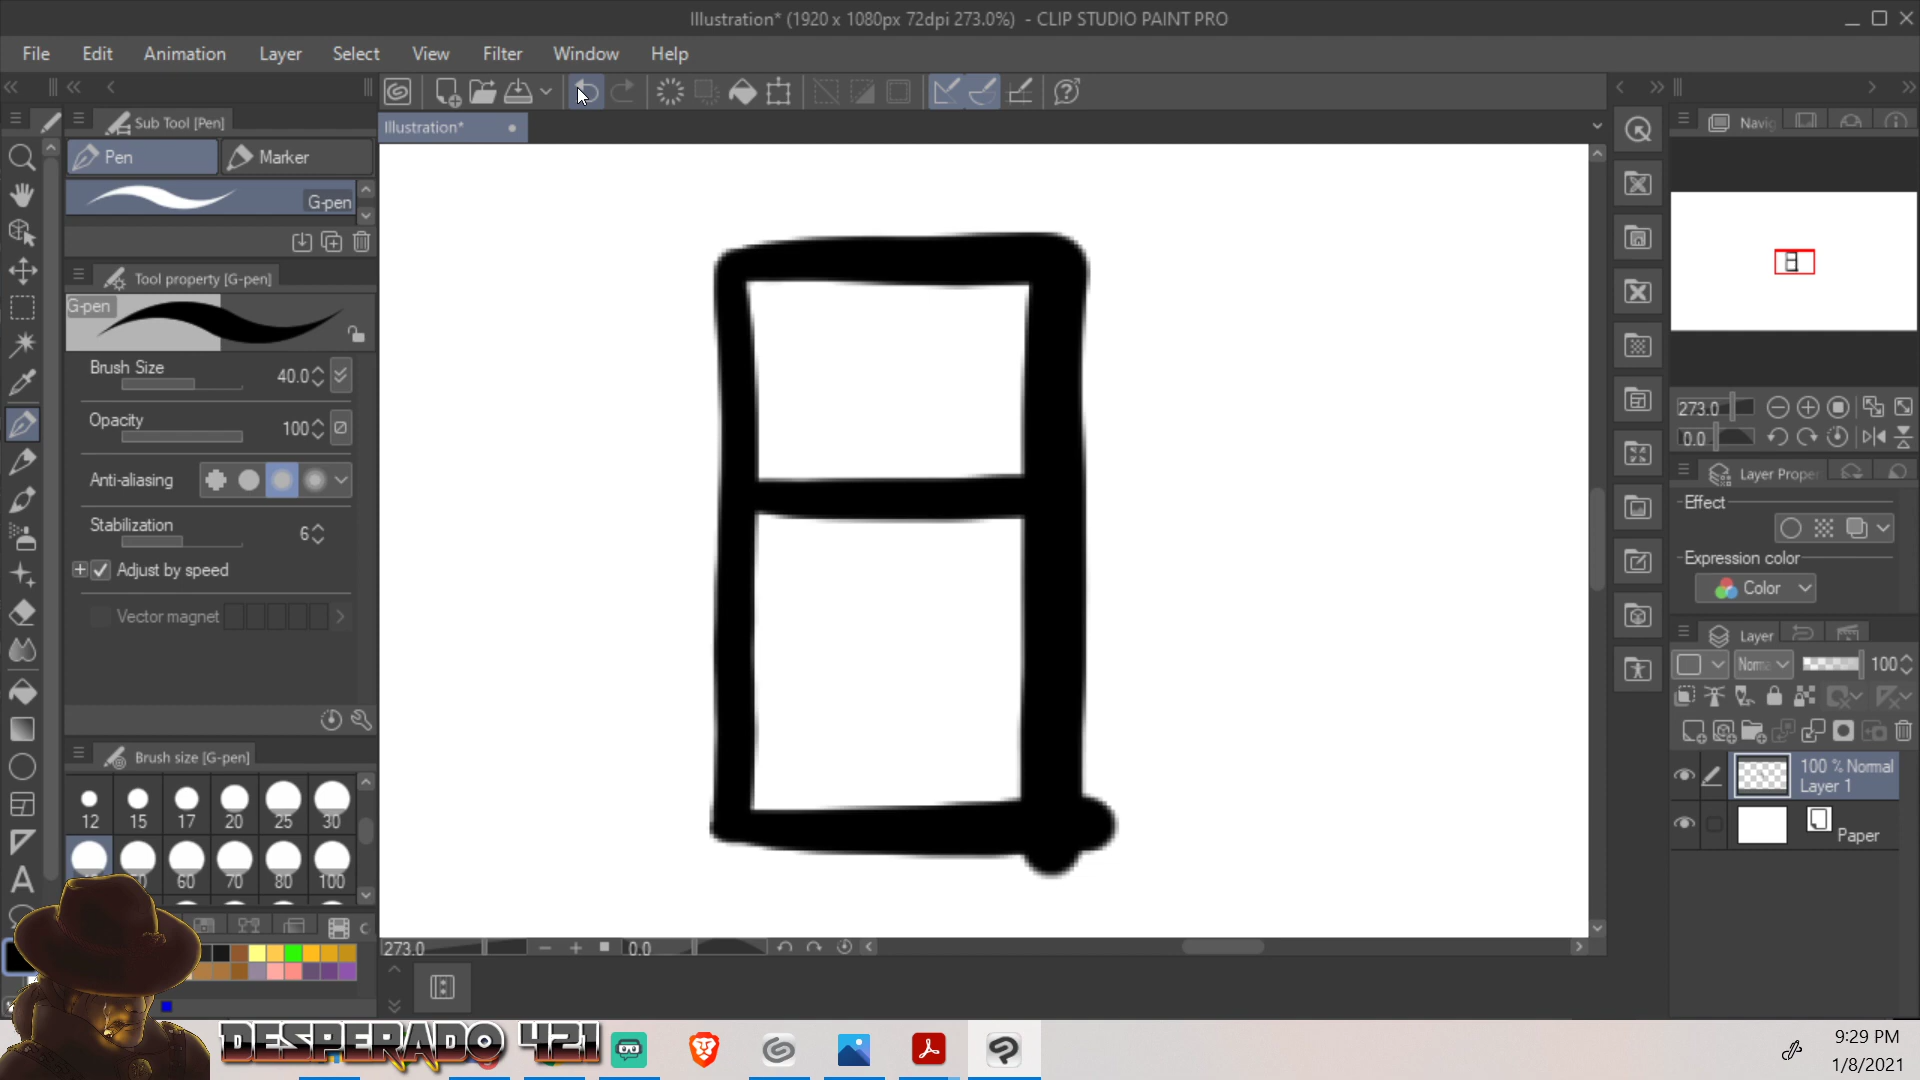 Illustration* (1920 x 1080px 72dpi 273.0%) - CLIP STUDIO PAINT PRO
File Edit Animation Layer Select View Filter Window Help
Sub Tool [Pen]
Illustration*
Navig
Pen Marker
G-pen
Tool property [G-pen]
G-pen
Brush Size 40.0
Opacity 100
Anti-aliasing
Stabilization 6
Adjust by speed
Vector magnet
Brush size [G-pen]
12 15 17 20 25 30
60 70 80 100
日
273.0 0.0
273.0
0.0
Layer Proper
Effect
Expression color
Color
Layer
Norma 100
100 % Normal
Layer 1
Paper
DESPERADO 421
9:29 PM
1/8/2021